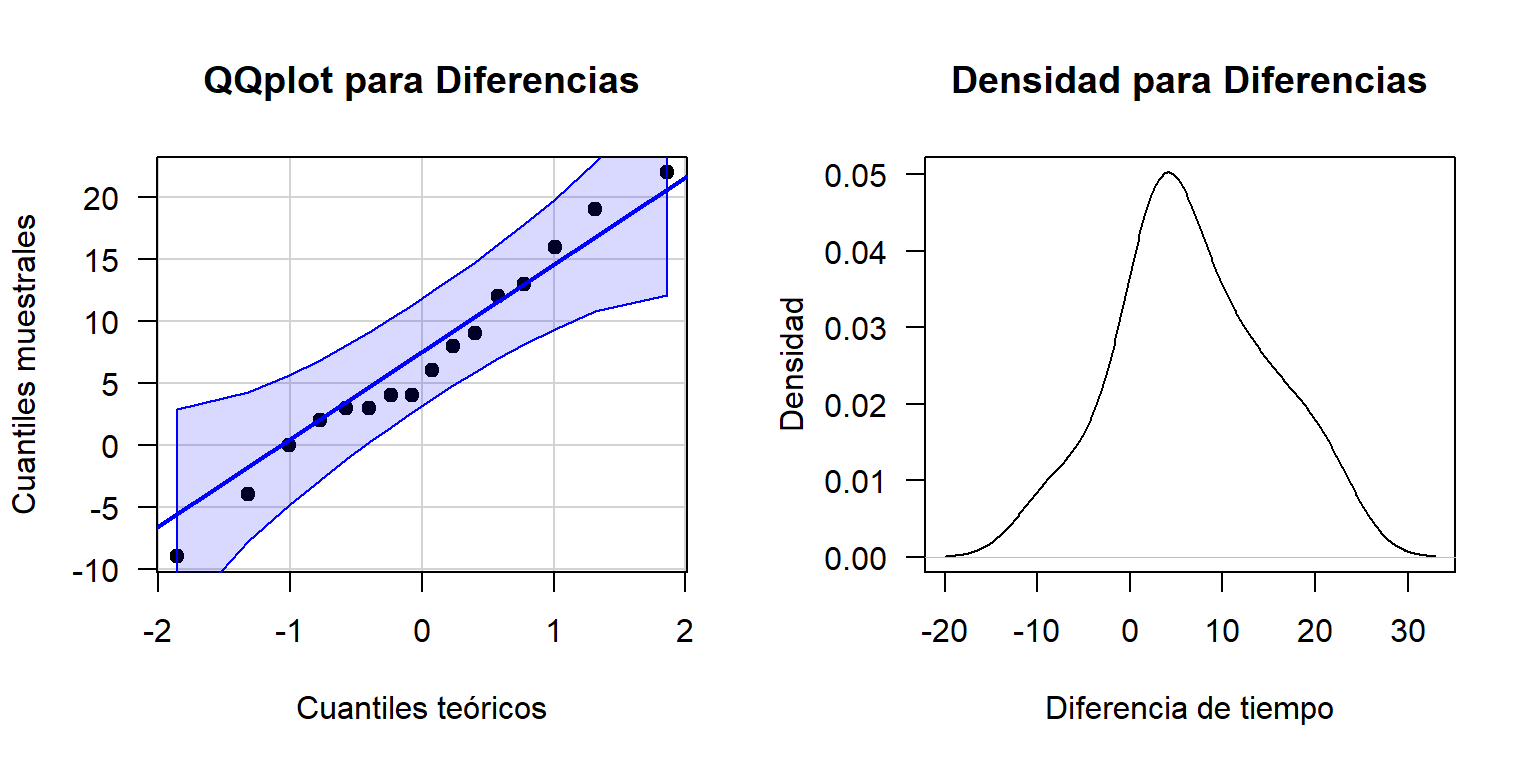 QQplot para Diferencias
Cuantiles muestrales
20
15
10
5
0
-5
-10
-2 -1 0 1 2
Cuantiles teóricos
Densidad para Diferencias
Densidad
0.05
0.04
0.03
0.02
0.01
0.00
-20 -10 0 10 20 30
Diferencia de tiempo